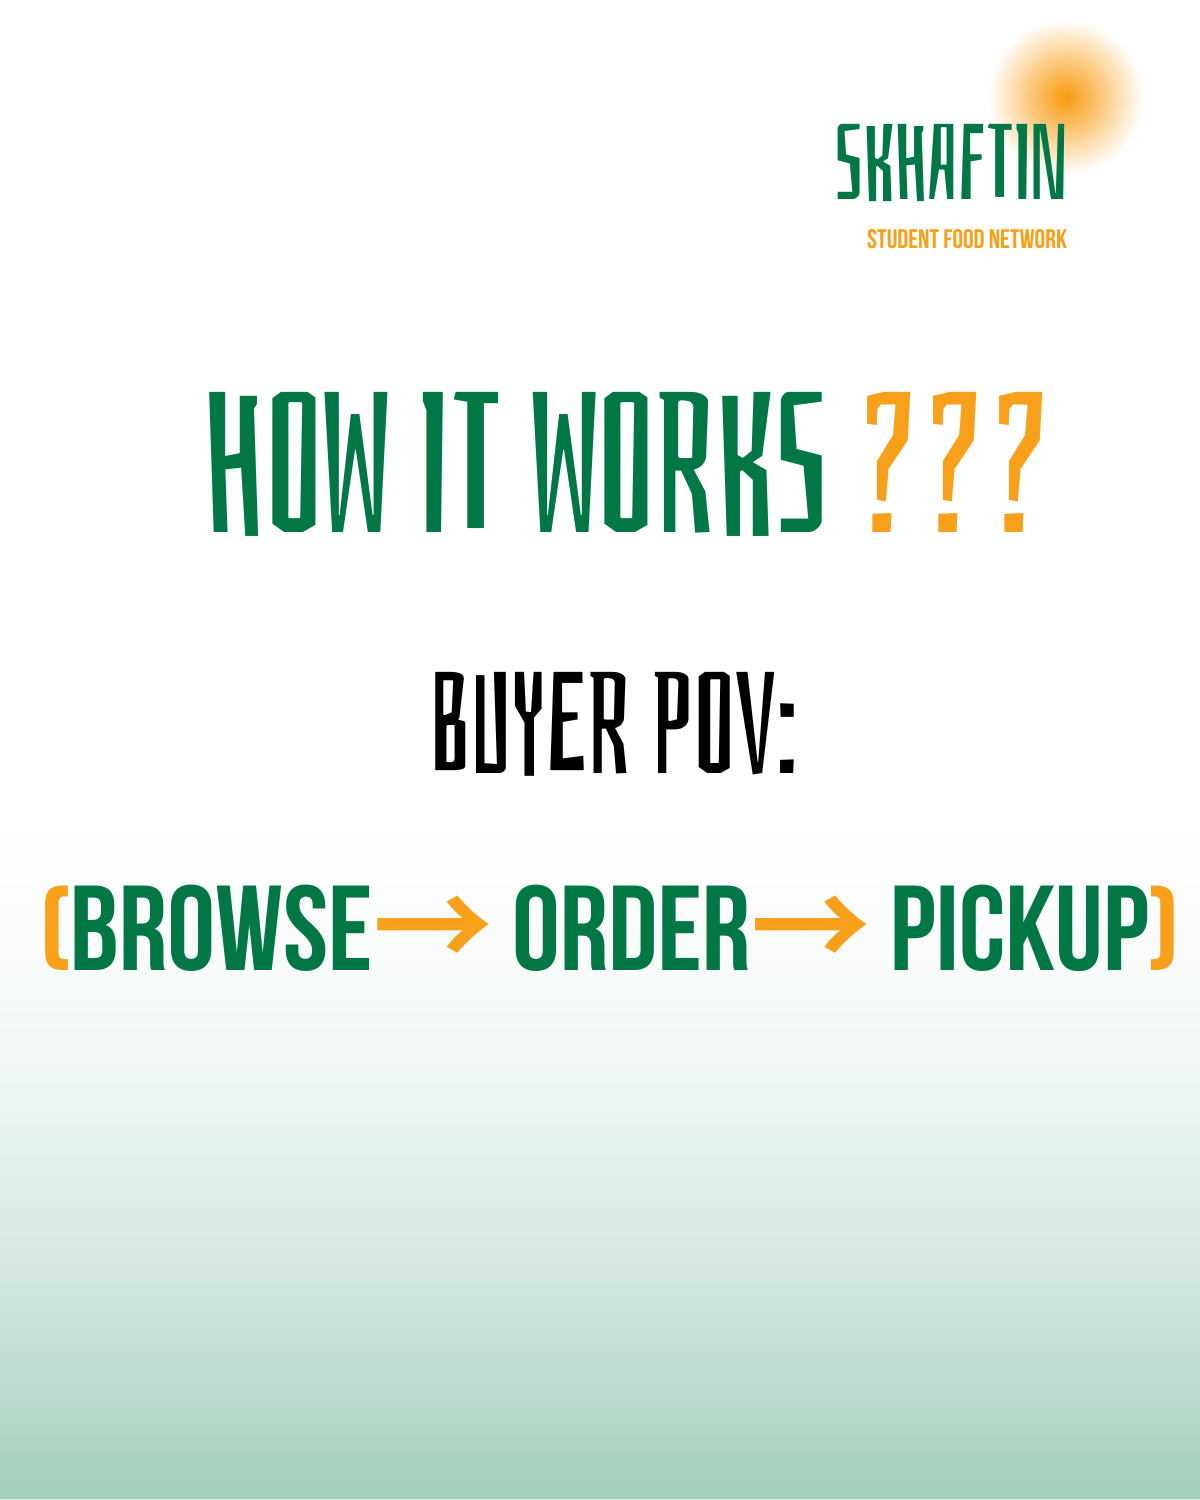 SKHAFTIN
STUDENT FOOD NETWORK
HOW IT WORKS ???
BUYER POV:
(BROWSE→ ORDER→ PICKUP)